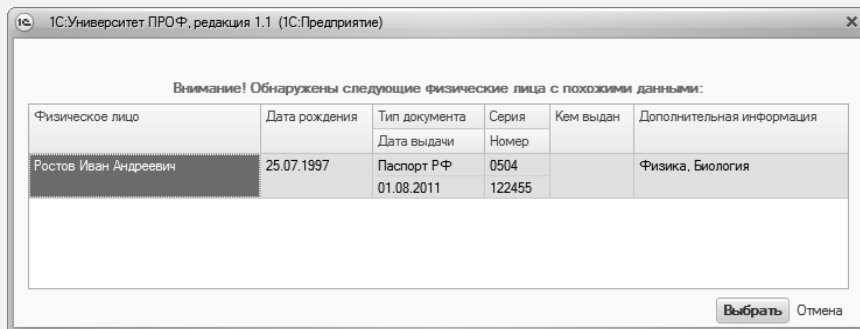 1С 1С:Университет ПРОФ, редакция 1.1 (1С:Предприятие)
Внимание! Обнаружены следующие физические лица с похожими данными:
Физическое лицо Дата рождения Тип документа Серия Кем выдан Дополнительная информация
Дата выдачи Номер
Ростов Иван Андреевич 25.07.1997 Паспорт РФ 0504 Физика, Биология
01.08.2011 122455
Выбрать Отмена